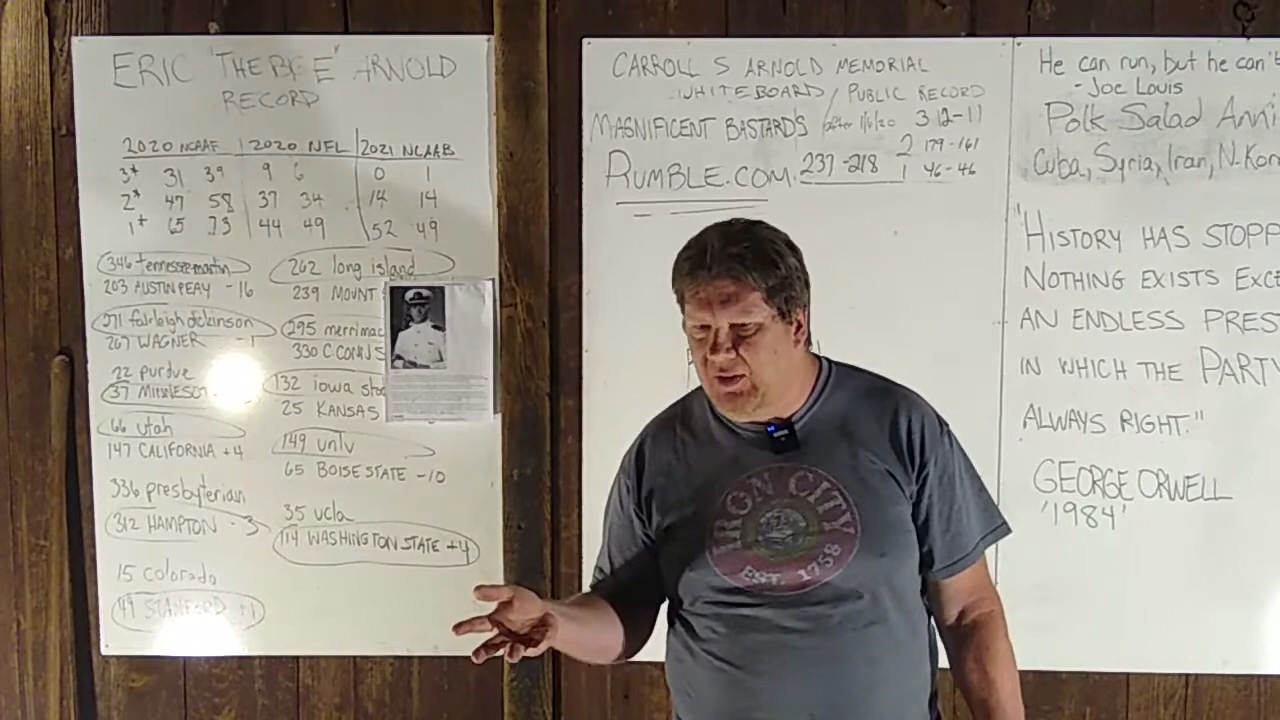 ERIC "THE BEE" ARNOLD
RECORD
2020 NCAAF 2020 NFL 2021 NCAAB
3* 31 39 9 6 0 1
2* 47 58 37 34 14 14
1* 65 73 44 49 52 49
346 tennessee-martin
203 AUSTIN PEAY -16
271 fairleigh dickinson
267 WAGNER - 1
22 purdue
37 MINNESO
66 utah
147 CALIFORNIA +4
336 presbyterian
312 HAMPTON - 3
15 colorado
49 STANFORD +1
262 long island
239 MOUNT
295 merrimac
330 C CONN S
132 iowa sta
25 KANSAS
149 unlv
65 BOISE STATE -10
35 ucla
114 WASHINGTON STATE +4
CARROLL S ARNOLD MEMORIAL
WHITEBOARD / PUBLIC RECORD
MAGNIFICENT BASTARDS after 1/6/20 3 12-11
2 179-161
RUMBLE.COM 237-218 1 46-46
He can run, but he can't
- JOE LOUIS
Polk Salad Anni
Cuba, Syria, Iran, N. Kor
"HISTORY HAS STOPP
NOTHING EXISTS EXCE
AN ENDLESS PRES
IN WHICH THE PARTY
ALWAYS RIGHT."
GEORGE ORWELL
'1984'
IRON CITY
EST. 1758